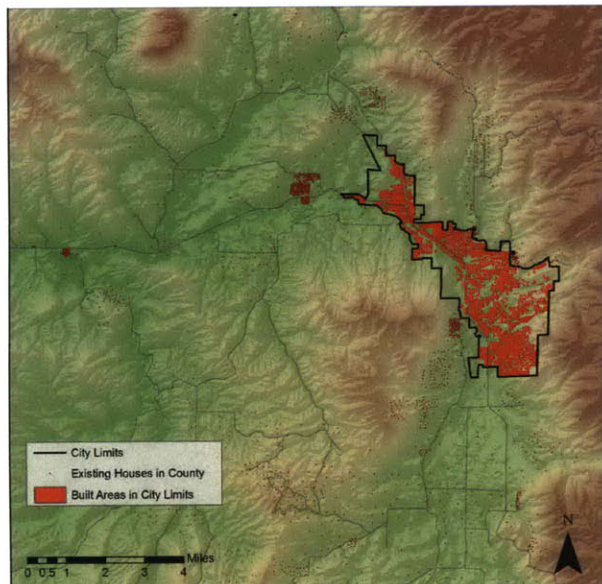 City Limits
Existing Houses in County
Built Areas in City Limits
N
Miles
0 0.5 1 2 3 4